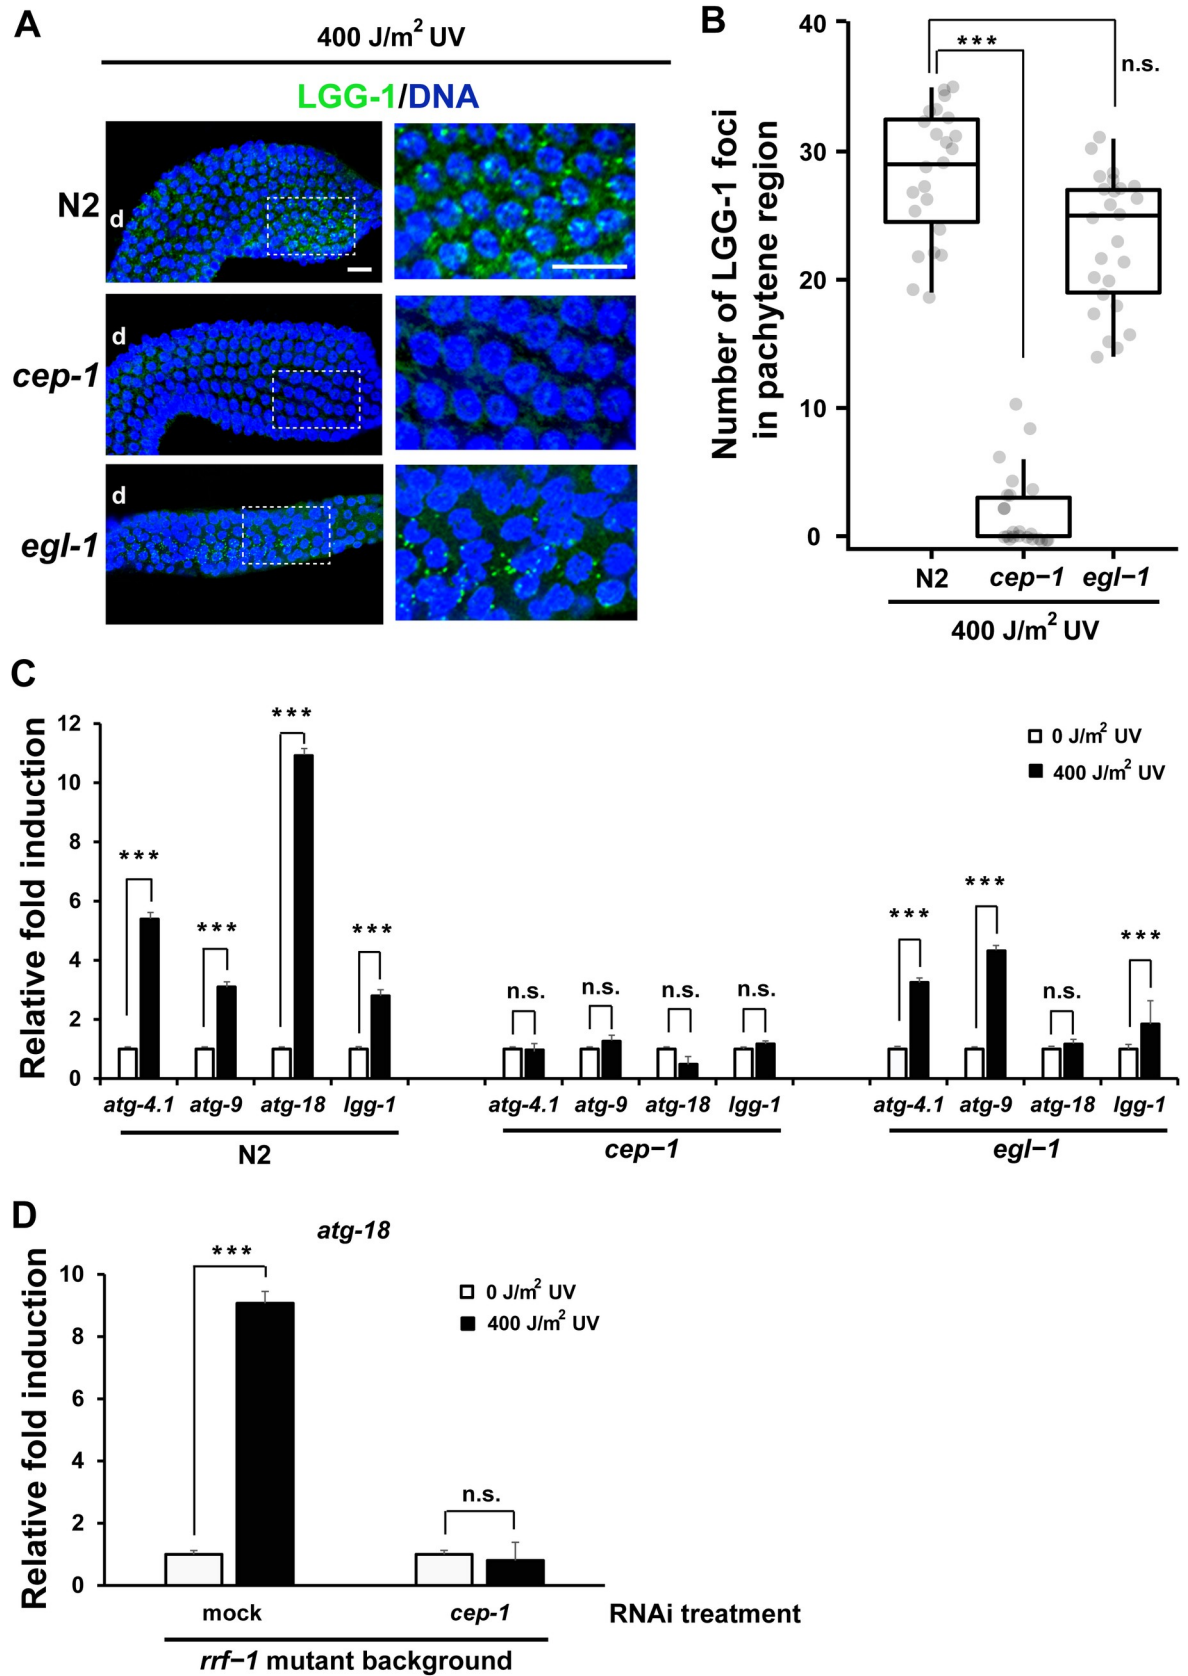 A
400 J/m² UV
LGG-1/DNA
N2
d
cep-1
d
egl-1
d
B
Number of LGG-1 foci
in pachytene region
40
30
20
10
0
***
n.s.
N2 cep−1 egl−1
400 J/m² UV
C
Relative fold induction
12
10
8
6
4
2
0
0 J/m² UV
400 J/m² UV
*** *** *** ***
n.s. n.s. n.s. n.s.
*** *** n.s. ***
atg-4.1 atg-9 atg-18 lgg-1 atg-4.1 atg-9 atg-18 lgg-1 atg-4.1 atg-9 atg-18 lgg-1
N2 cep−1 egl−1
D
atg-18
Relative fold induction
10
8
6
4
2
0
0 J/m² UV
400 J/m² UV
***
n.s.
mock cep-1 RNAi treatment
rrf−1 mutant background